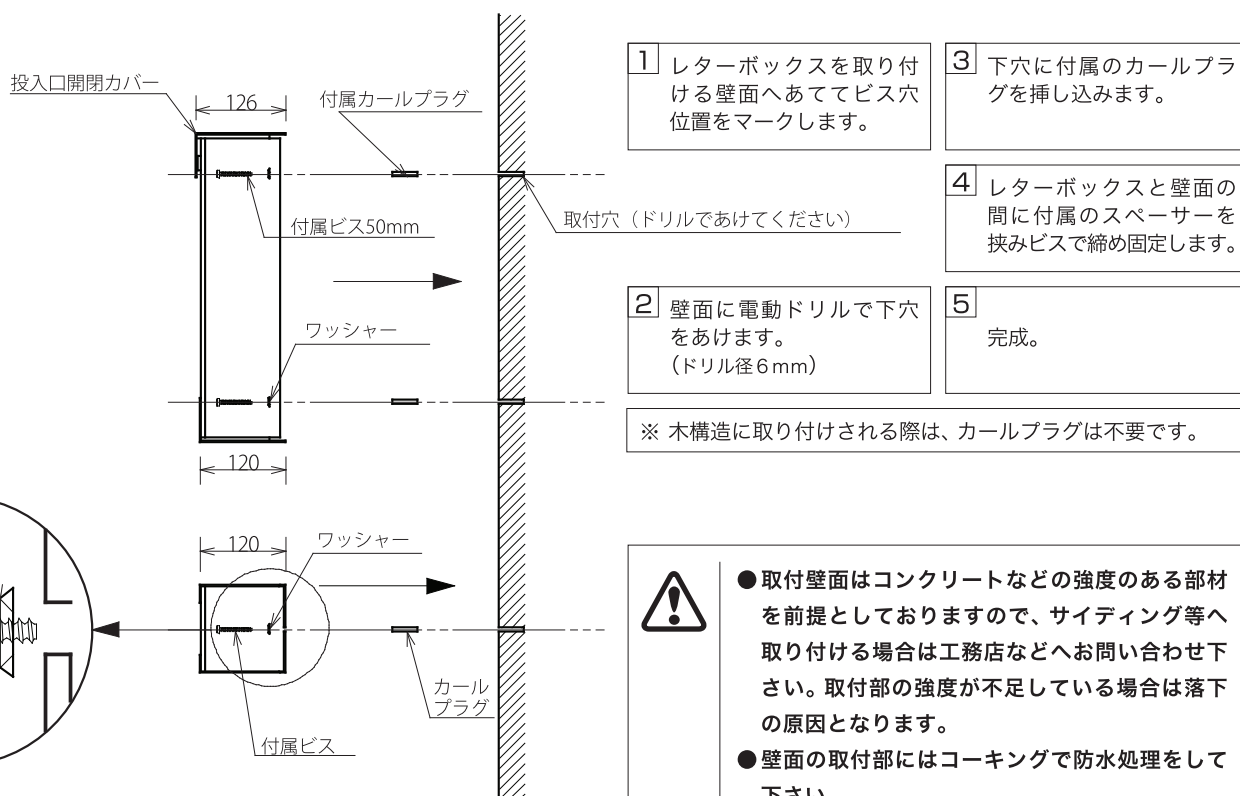 投入口開閉カバー
126
付属カールプラグ
付属ビス50mm
取付穴（ドリルであけてください）
ワッシャー
120
120
ワッシャー
カール
プラグ
付属ビス
1
レターボックスを取り付
ける壁面へあててビス穴
位置をマークします。
2
壁面に電動ドリルで下穴
をあけます。
（ドリル径６ｍｍ）
3
下穴に付属のカールプラ
グを挿し込みます。
4
レターボックスと壁面の
間に付属のスペーサーを
挟みビスで締め固定します。
5
完成。
※ 木構造に取り付けされる際は、カールプラグは不要です。
●取付壁面はコンクリートなどの強度のある部材
を前提としておりますので、サイディング等へ
取り付ける場合は工務店などへお問い合わせ下
さい。取付部の強度が不足している場合は落下
の原因となります。
●壁面の取付部にはコーキングで防水処理をして
下さい